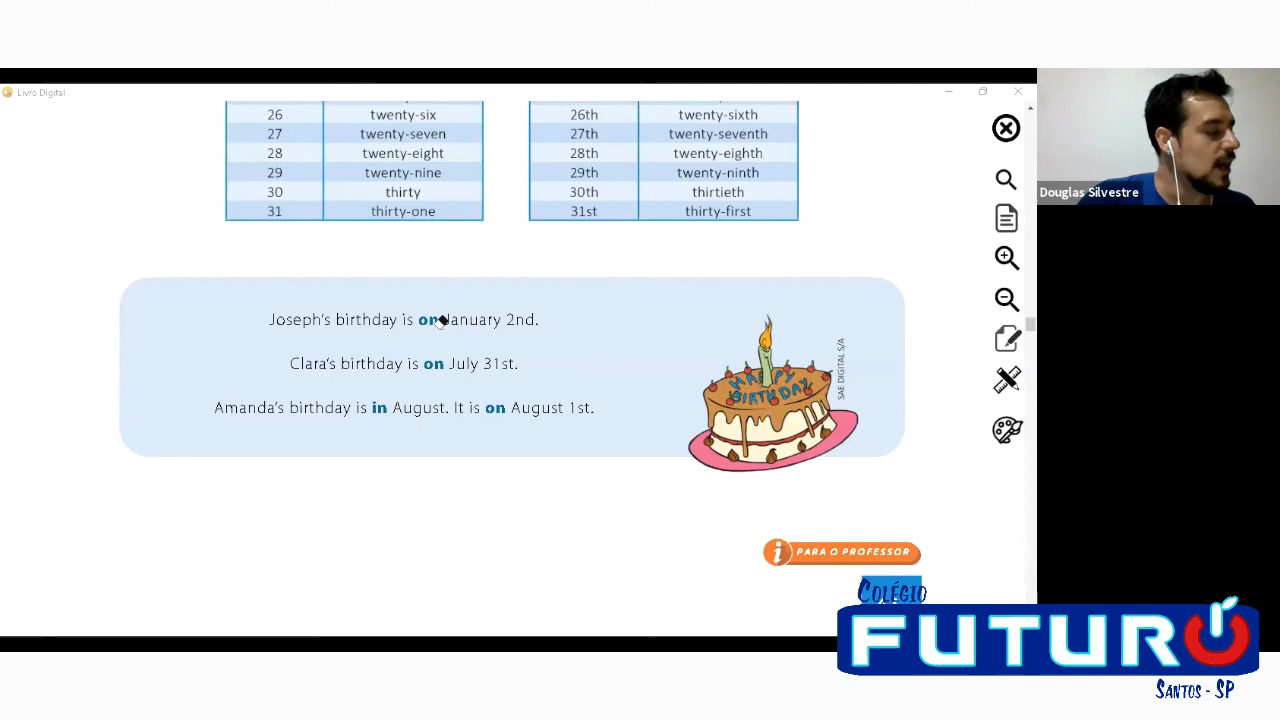 Livro Digital
26 twenty-six 26th twenty-sixth
27 twenty-seven 27th twenty-seventh
28 twenty-eight 28th twenty-eighth
29 twenty-nine 29th twenty-ninth
30 thirty 30th thirtieth
31 thirty-one 31st thirty-first
Douglas Silvestre
Joseph's birthday is on January 2nd.
Clara's birthday is on July 31st.
Amanda's birthday is in August. It is on August 1st.
HAPPY
BIRTHDAY
SAE DIGITAL S/A
i PARA O PROFESSOR
COLÉGIO
FUTURO
SANTOS - SP